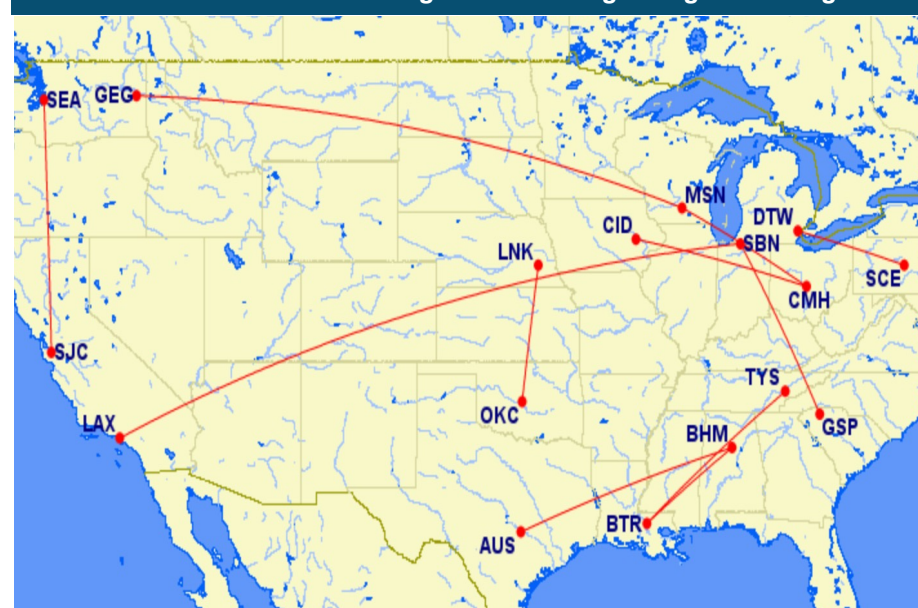 SEA
GEG
MSN
CID
DTW
SBN
LNK
SCE
CMH
SJC
TYS
OKC
LAX
BHM
GSP
BTR
AUS